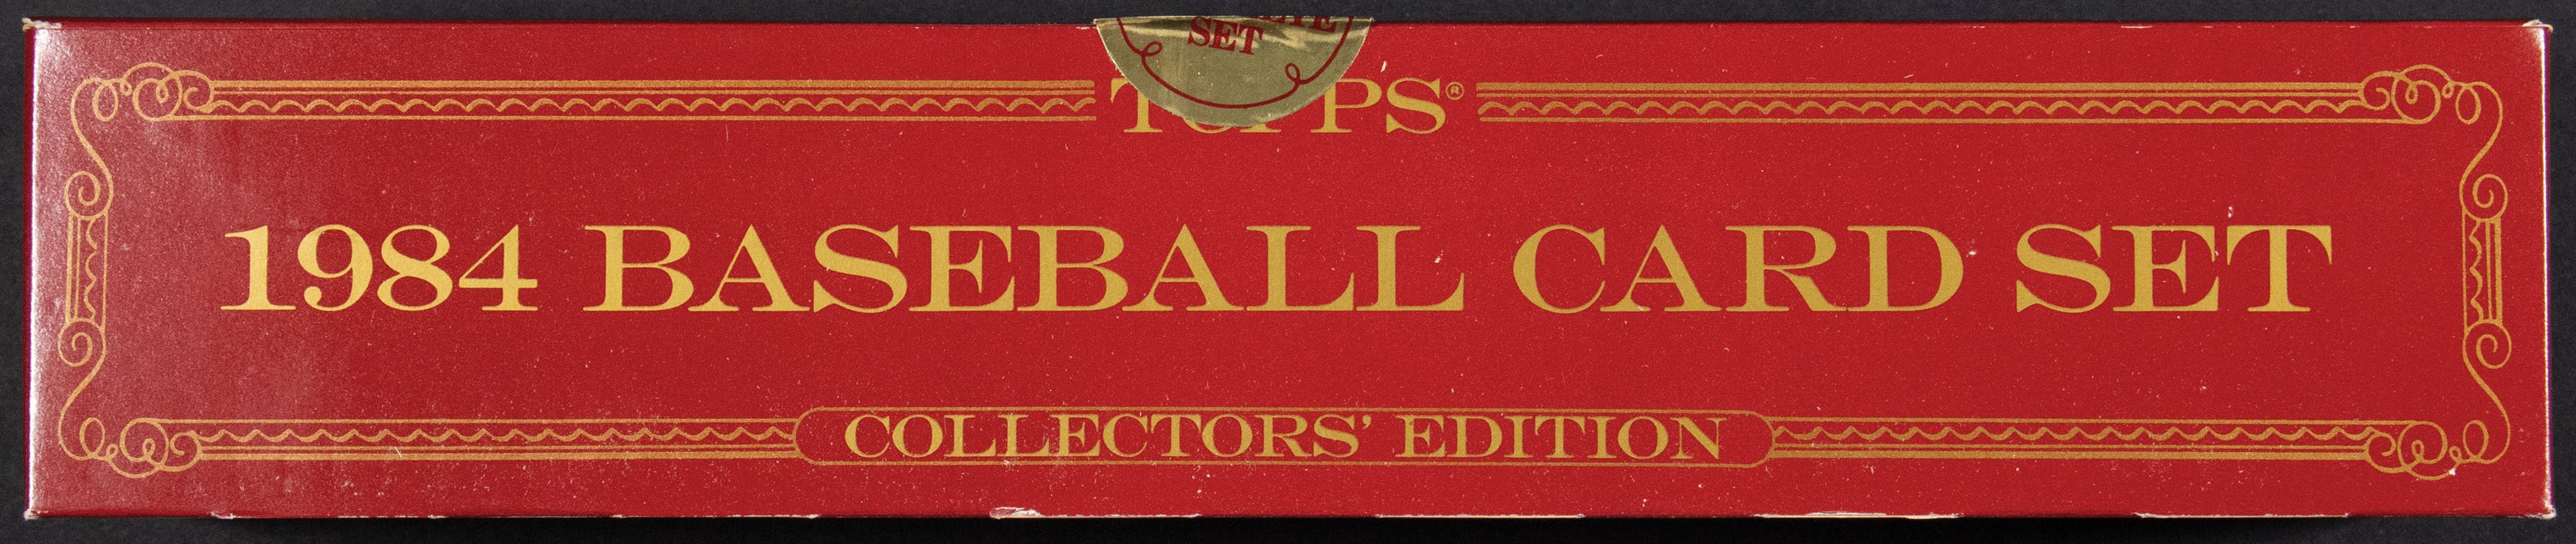 SET
TOPPS®
1984 BASEBALL CARD SET
COLLECTORS' EDITION